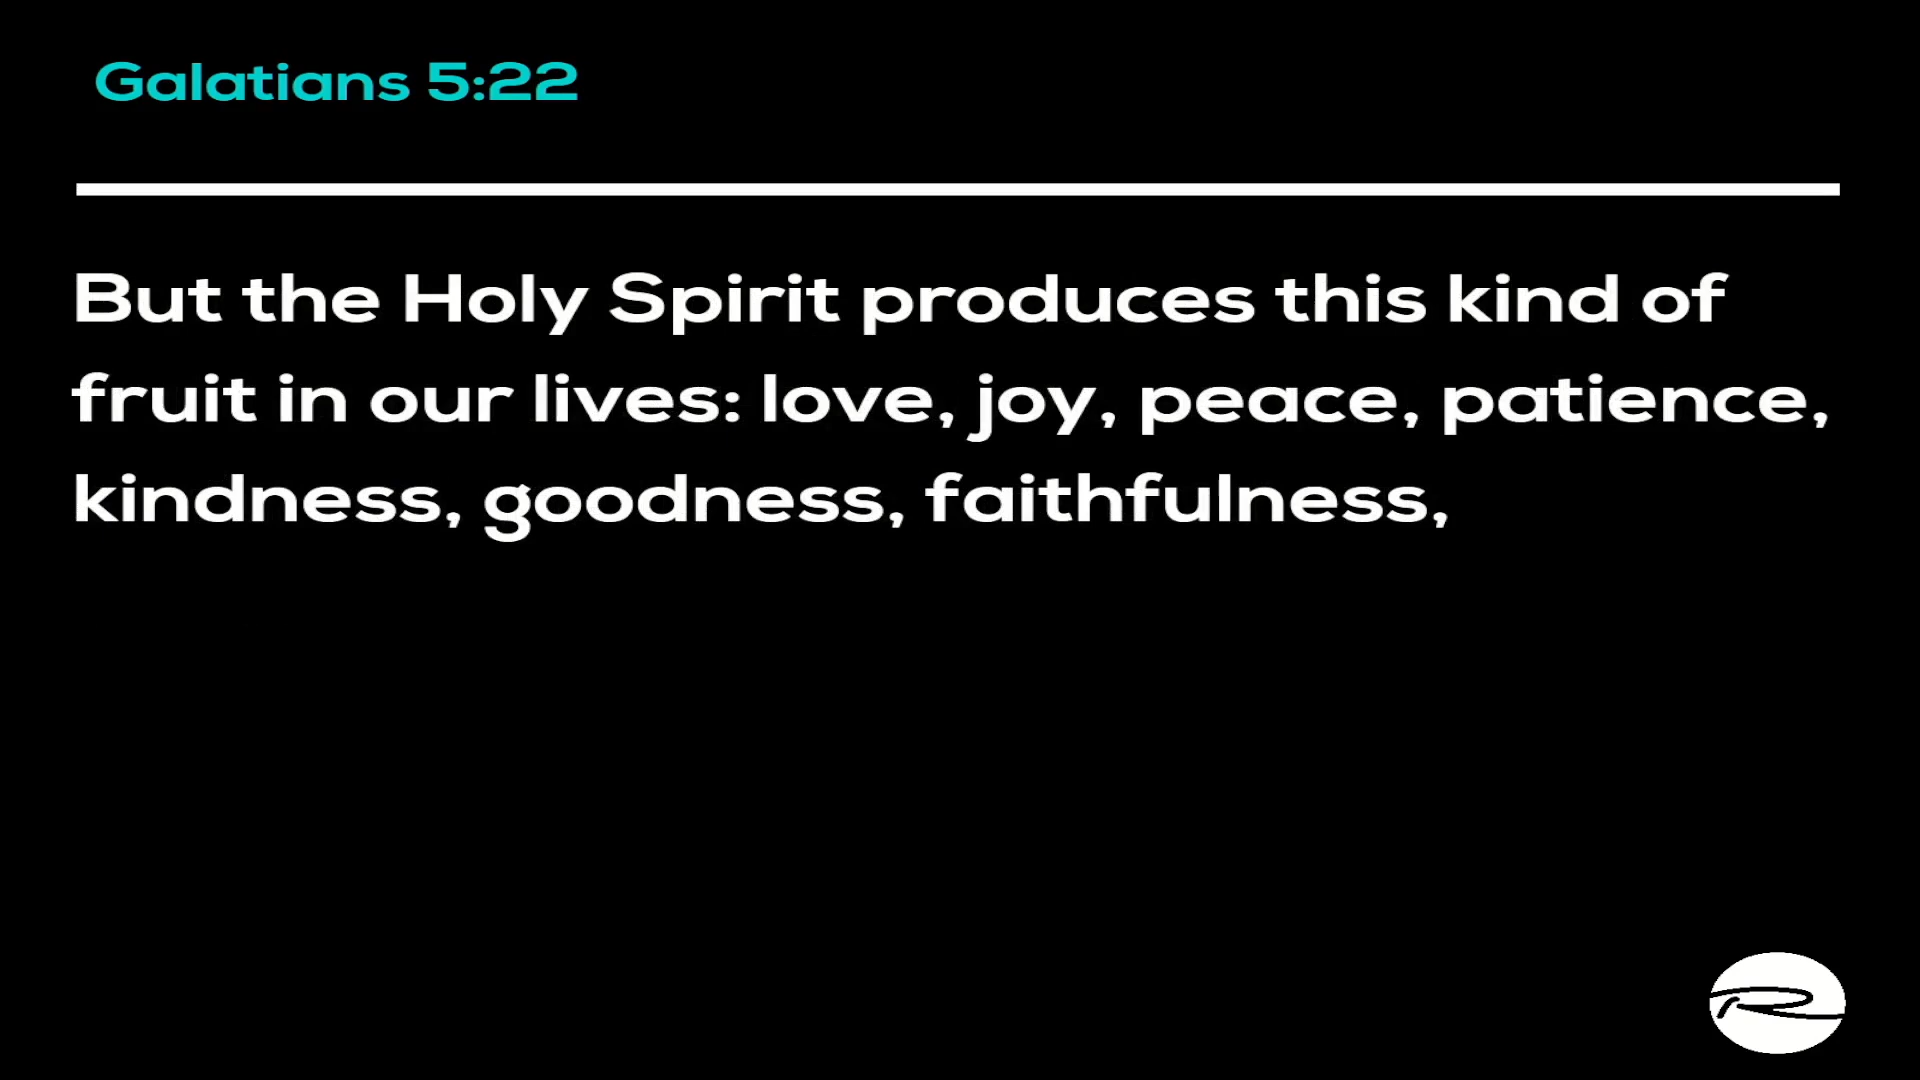 Galatians 5:22
But the Holy Spirit produces this kind of
fruit in our lives: love, joy, peace, patience,
kindness, goodness, faithfulness,
R